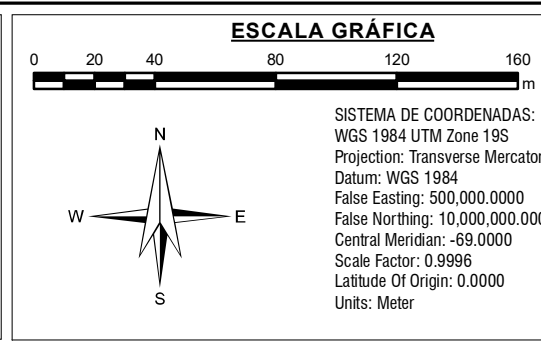 ESCALA GRÁFICA
0 20 40 80 120 160
m
N
W E
S
SISTEMA DE COORDENADAS:
WGS 1984 UTM Zone 19S
Projection: Transverse Mercator
Datum: WGS 1984
False Easting: 500,000.0000
False Northing: 10,000,000.000
Central Meridian: -69.0000
Scale Factor: 0.9996
Latitude Of Origin: 0.0000
Units: Meter